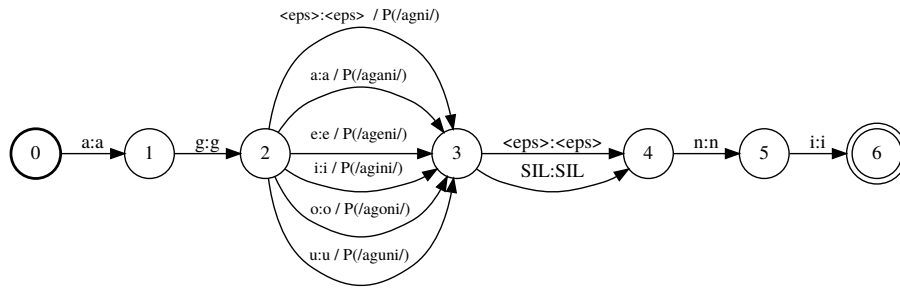 <eps>:<eps> / P(/agni/)
a:a / P(/agani/)
0 a:a 1 g:g 2 e:e / P(/ageni/) 3 <eps>:<eps> 4 n:n 5 i:i 6
i:i / P(/agini/) SIL:SIL
o:o / P(/agoni/)
u:u / P(/aguni/)